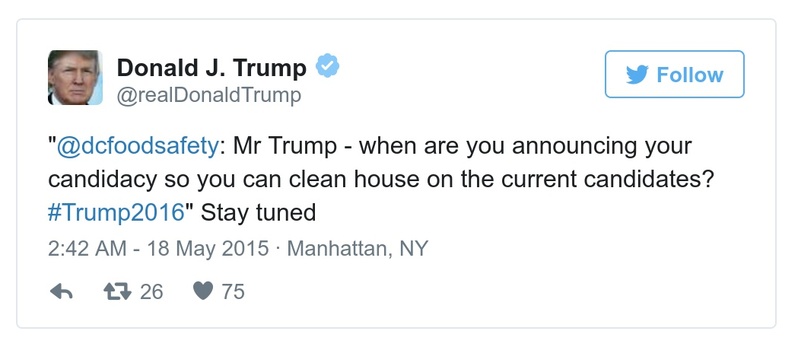 Donald J. Trump
@realDonaldTrump
Follow
"@dcfoodsafety: Mr Trump - when are you announcing your
candidacy so you can clean house on the current candidates?
#Trump2016" Stay tuned
2:42 AM - 18 May 2015 · Manhattan, NY
26 75